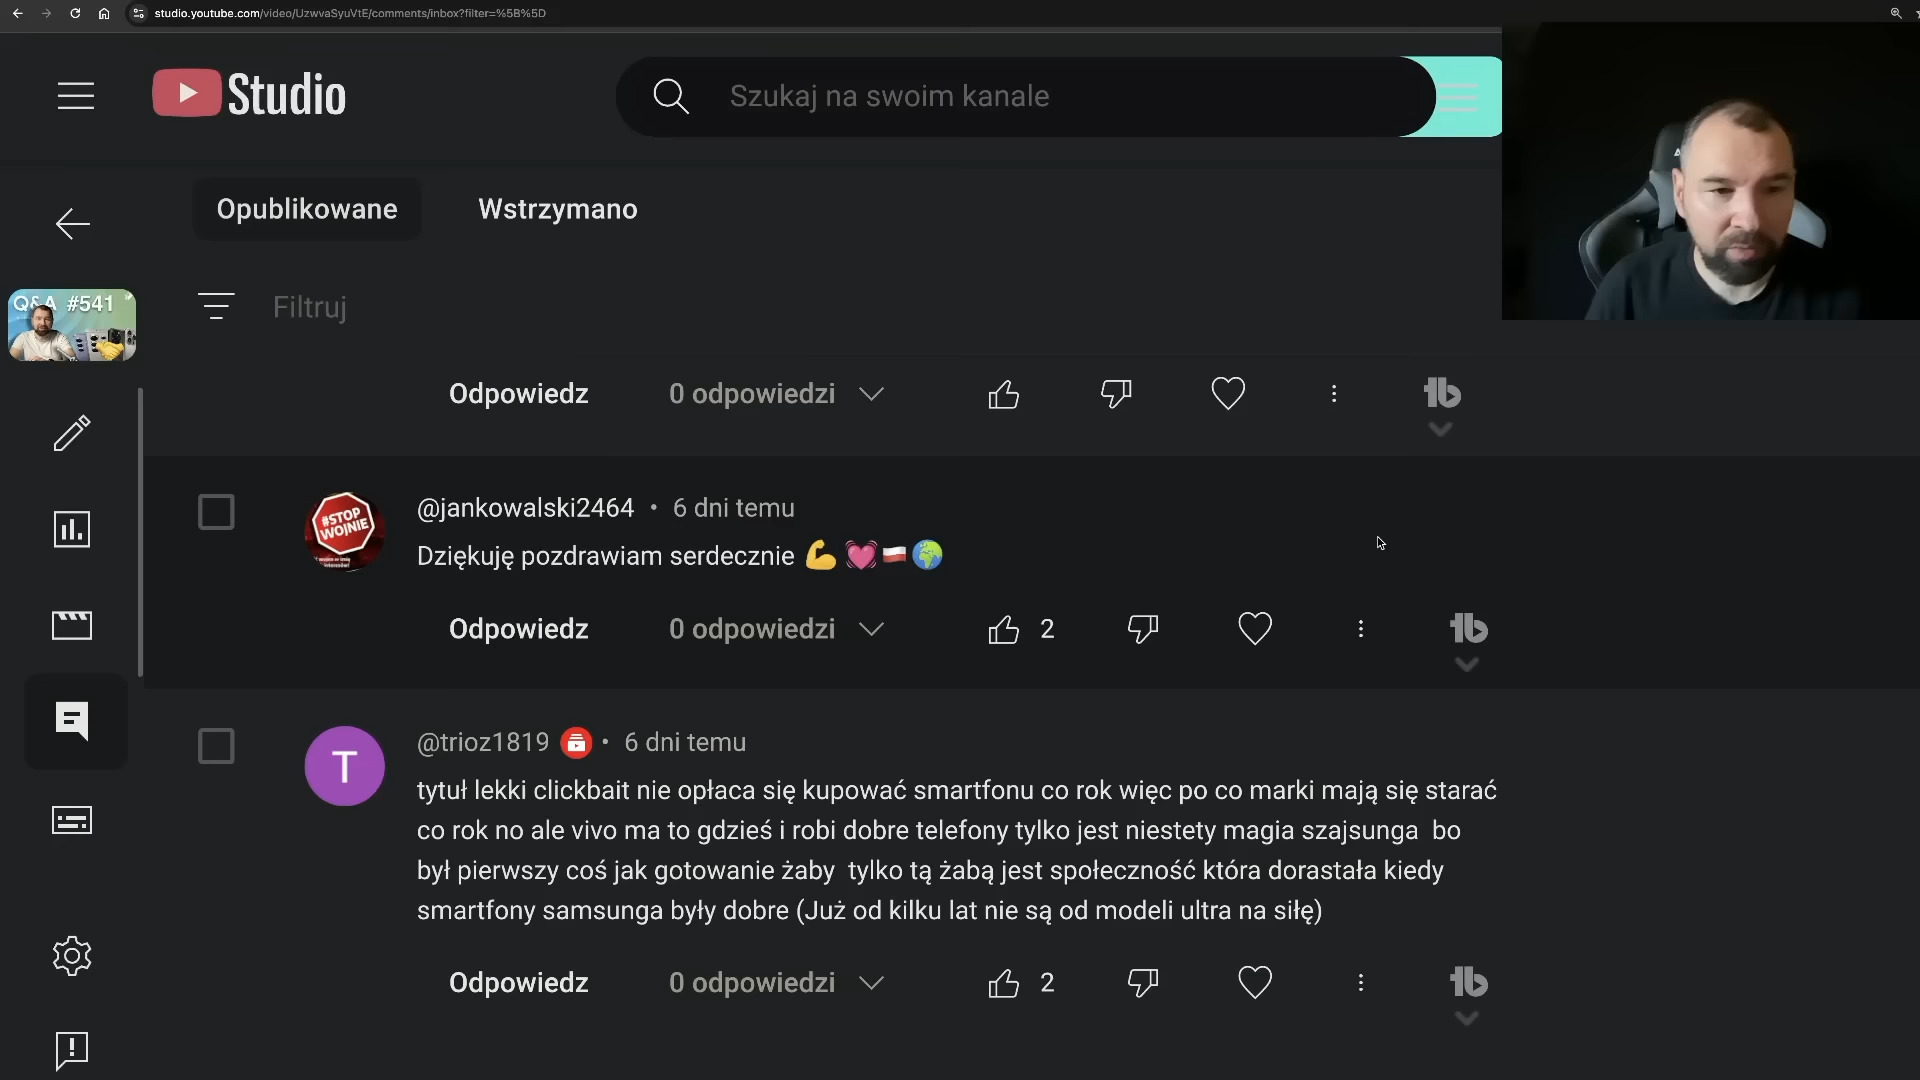 studio.youtube.com/video/UzwvaSyuVtE/comments/inbox?filter=%5B%5D
Studio
Szukaj na swoim kanale
Opublikowane
Wstrzymano
Q&A #541
Filtruj
Odpowiedz
0 odpowiedzi
@jankowalski2464 • 6 dni temu
#STOP
WOJNIE
Dziękuję pozdrawiam serdecznie 💪💓🇵🇱🌍
Odpowiedz
0 odpowiedzi
2
T
@trioz1819 • 6 dni temu
tytuł lekki clickbait nie opłaca się kupować smartfonu co rok więc po co marki mają się starać
co rok no ale vivo ma to gdzieś i robi dobre telefony tylko jest niestety magia szajsunga bo
był pierwszy coś jak gotowanie żaby tylko tą żabą jest społeczność która dorastała kiedy
smartfony samsunga były dobre (Już od kilku lat nie są od modeli ultra na siłę)
Odpowiedz
0 odpowiedzi
2